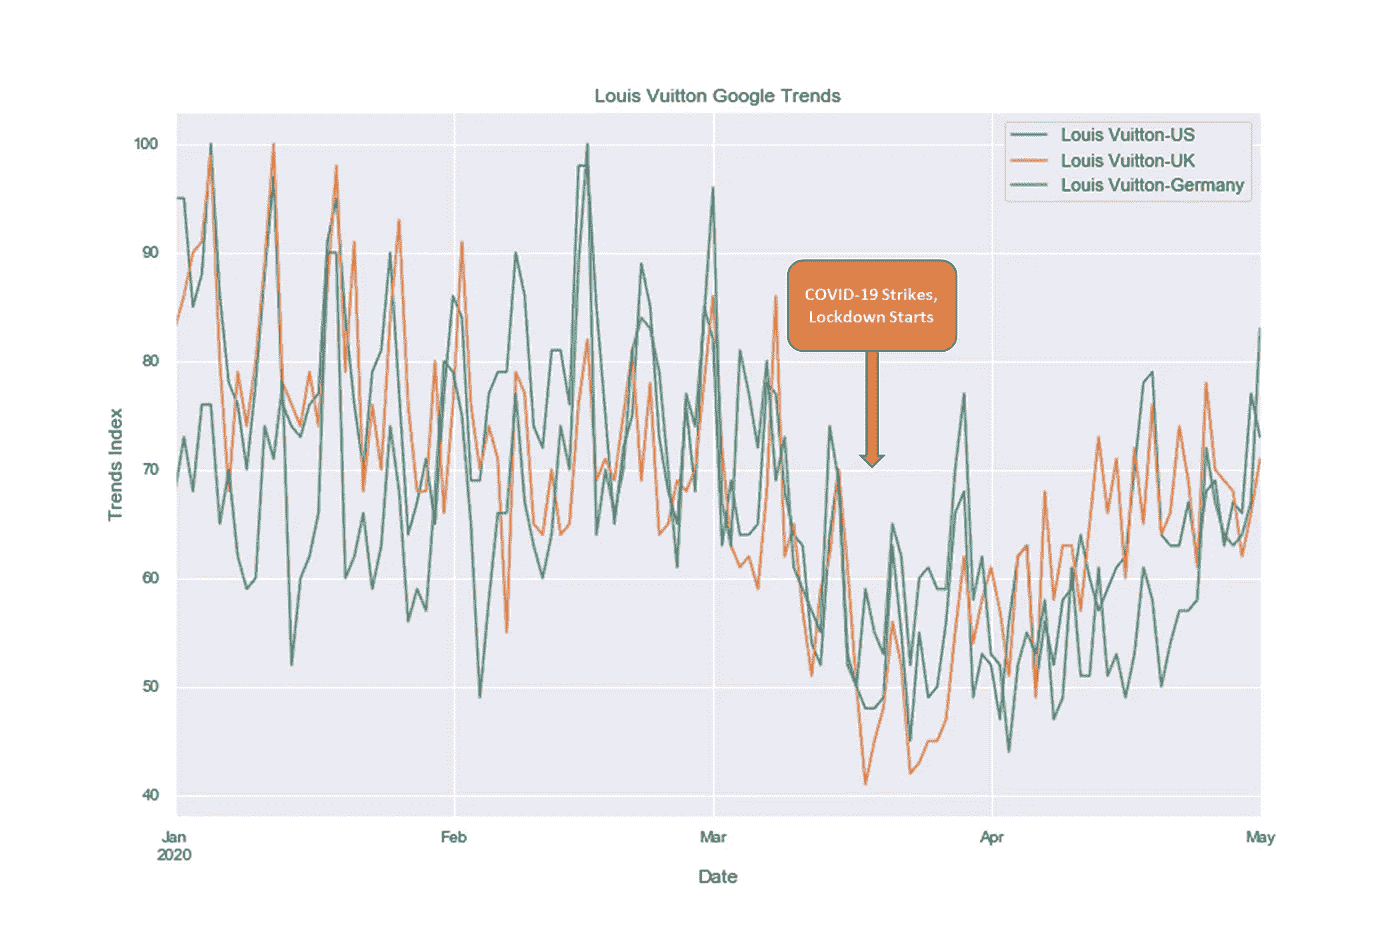 Louis Vuitton Google Trends
Louis Vuitton-US
Louis Vuitton-UK
Louis Vuitton-Germany
COVID-19 Strikes,
Lockdown Starts
Trends Index
100
90
80
70
60
50
40
Jan
2020
Feb
Mar
Apr
May
Date